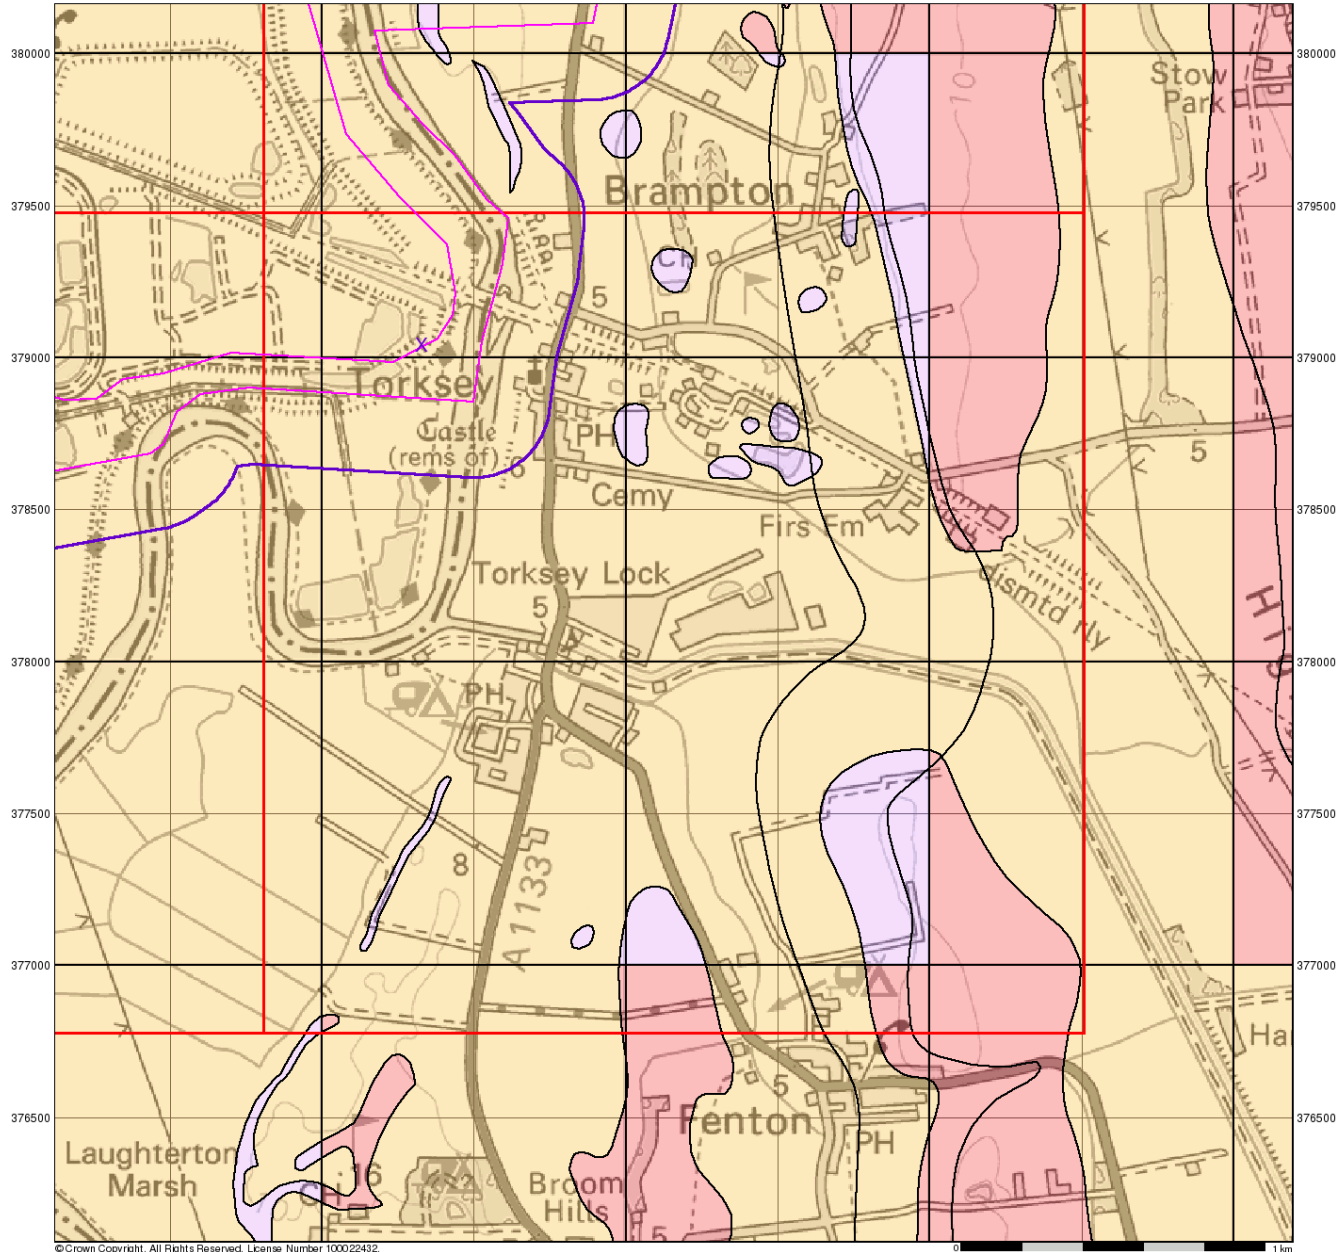 380000
380000
10
Stow
Park
Brampton
379500
379500
CH
5
379000
379000
Torksey
Castle
(rems of)
6
PH
5
Cemy
378500
378500
Firs Fm
Torksey Lock
5
dismtd rly
378000
378000
PH
377500
377500
8
A 1133
377000
377000
5
Fenton
376500
376500
PH
Laughterton
Marsh
16
CH
Broom
Hills
5
© Crown Copyright. All Rights Reserved. License Number 100022432.
0
1 km